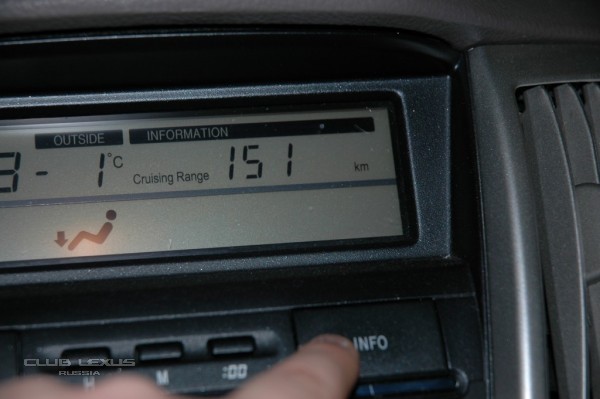 OUTSIDE INFORMATION
- 1°C Cruising Range 151 km
INFO
H M :00
CLUB LEXUS
RUSSIA